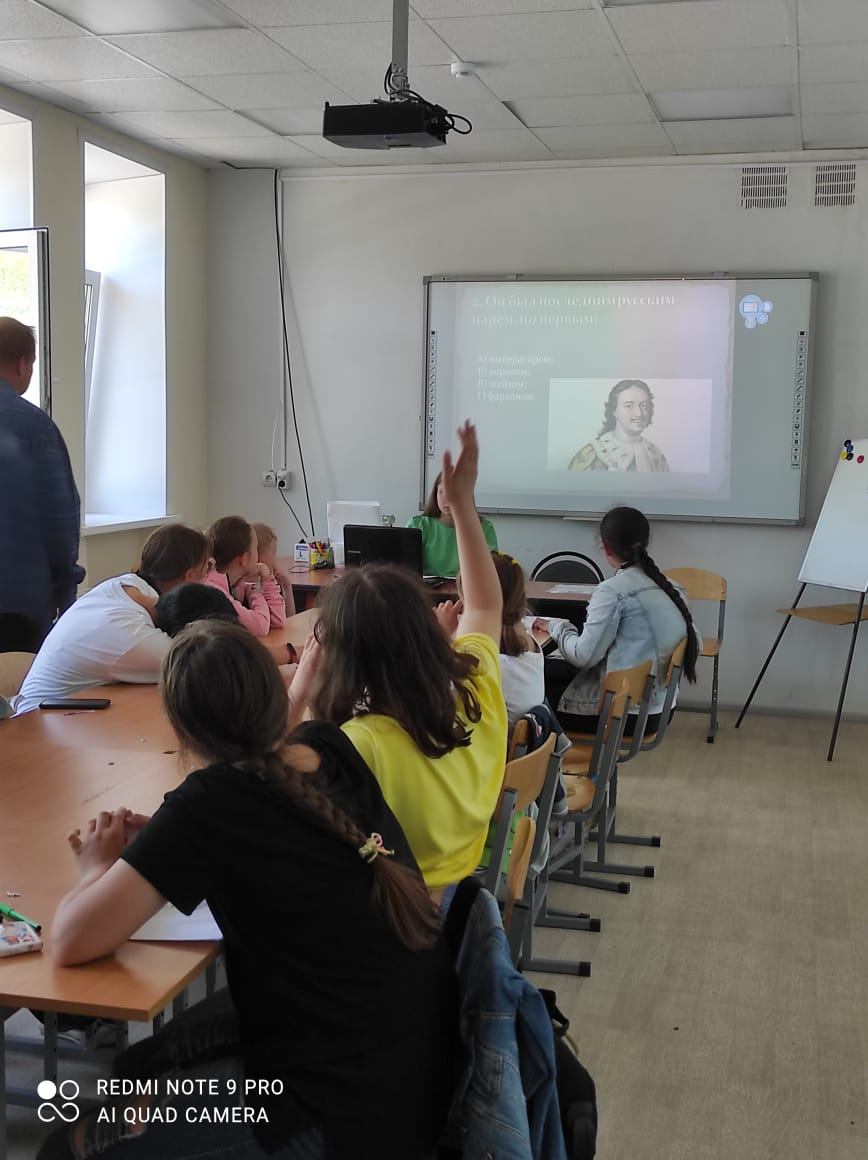 2. Он был последним русским
царем, но первым:
А) императором;
Б) королем;
В) шейхом;
Г) фараоном.
REDMI NOTE 9 PRO
AI QUAD CAMERA